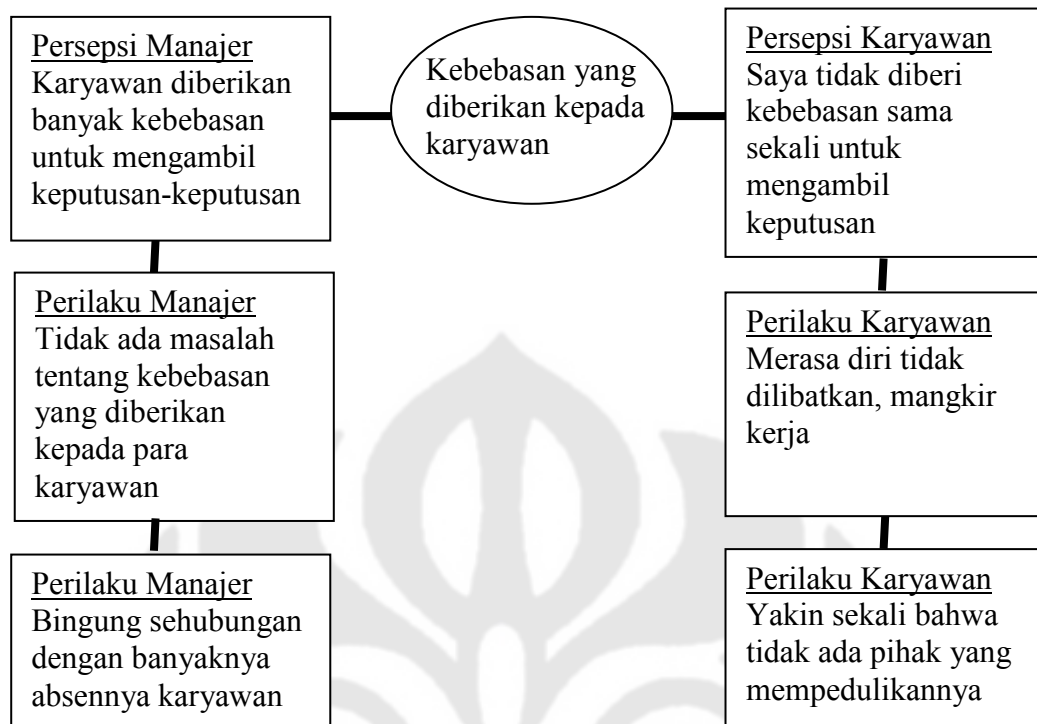 Persepsi Manajer
Karyawan diberikan
banyak kebebasan
untuk mengambil
keputusan-keputusan
Kebebasan yang
diberikan kepada
karyawan
Persepsi Karyawan
Saya tidak diberi
kebebasan sama
sekali untuk
mengambil
keputusan
Perilaku Manajer
Tidak ada masalah
tentang kebebasan
yang diberikan
kepada para
karyawan
Perilaku Karyawan
Merasa diri tidak
dilibatkan, mangkir
kerja
Perilaku Manajer
Bingung sehubungan
dengan banyaknya
absennya karyawan
Perilaku Karyawan
Yakin sekali bahwa
tidak ada pihak yang
mempedulikannya